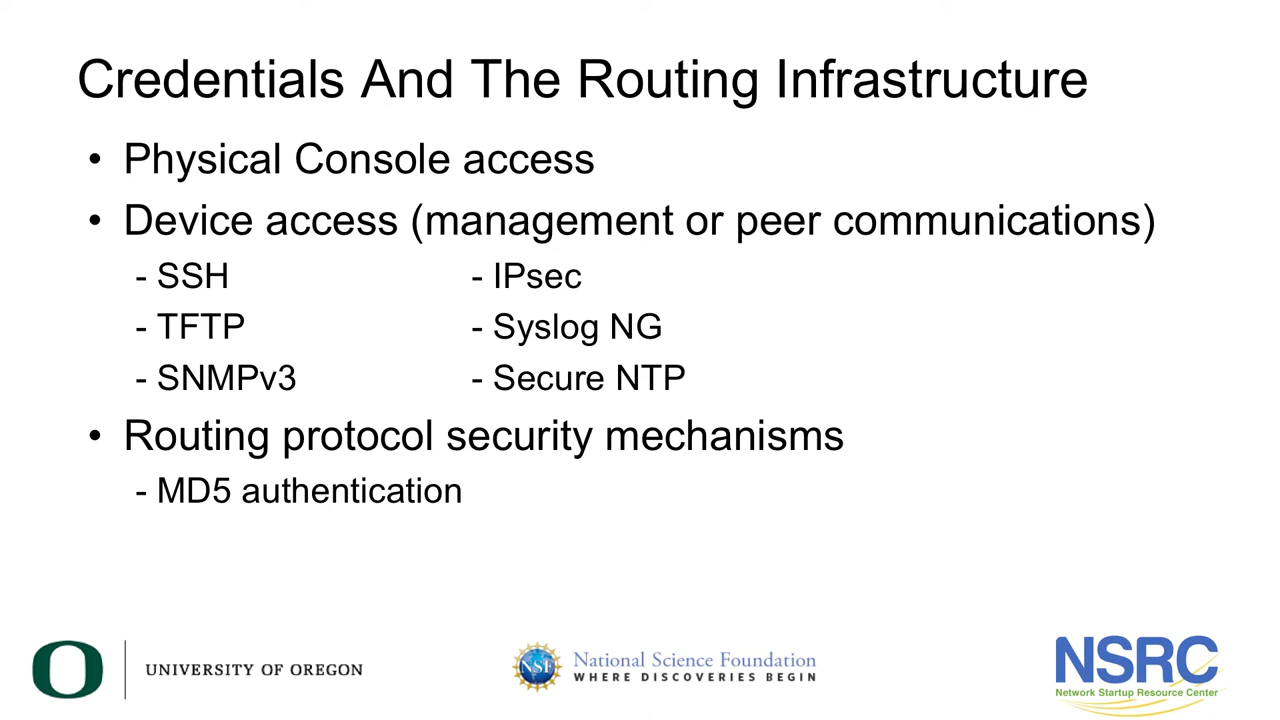 Credentials And The Routing Infrastructure
• Physical Console access
• Device access (management or peer communications)
- SSH
- TFTP
- SNMPv3
- IPsec
- Syslog NG
- Secure NTP
• Routing protocol security mechanisms
- MD5 authentication
O
UNIVERSITY OF OREGON
NSF
National Science Foundation
WHERE DISCOVERIES BEGIN
NSRC
Network Startup Resource Center